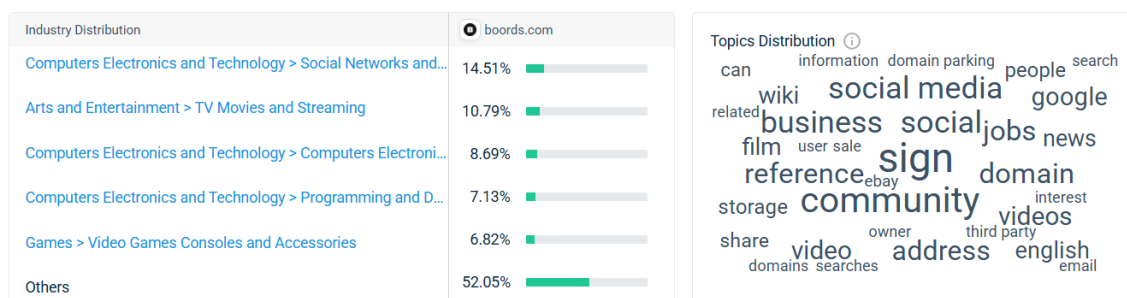 Industry Distribution
boords.com
Computers Electronics and Technology > Social Networks and...
14.51%
Arts and Entertainment > TV Movies and Streaming
10.79%
Computers Electronics and Technology > Computers Electroni...
8.69%
Computers Electronics and Technology > Programming and D...
7.13%
Games > Video Games Consoles and Accessories
6.82%
Others
52.05%
Topics Distribution
information domain parking search
can people
wiki social media google
related
business social jobs news
film user sale sign
reference ebay domain
community interest
storage videos
owner third party
share video address english
domains searches email